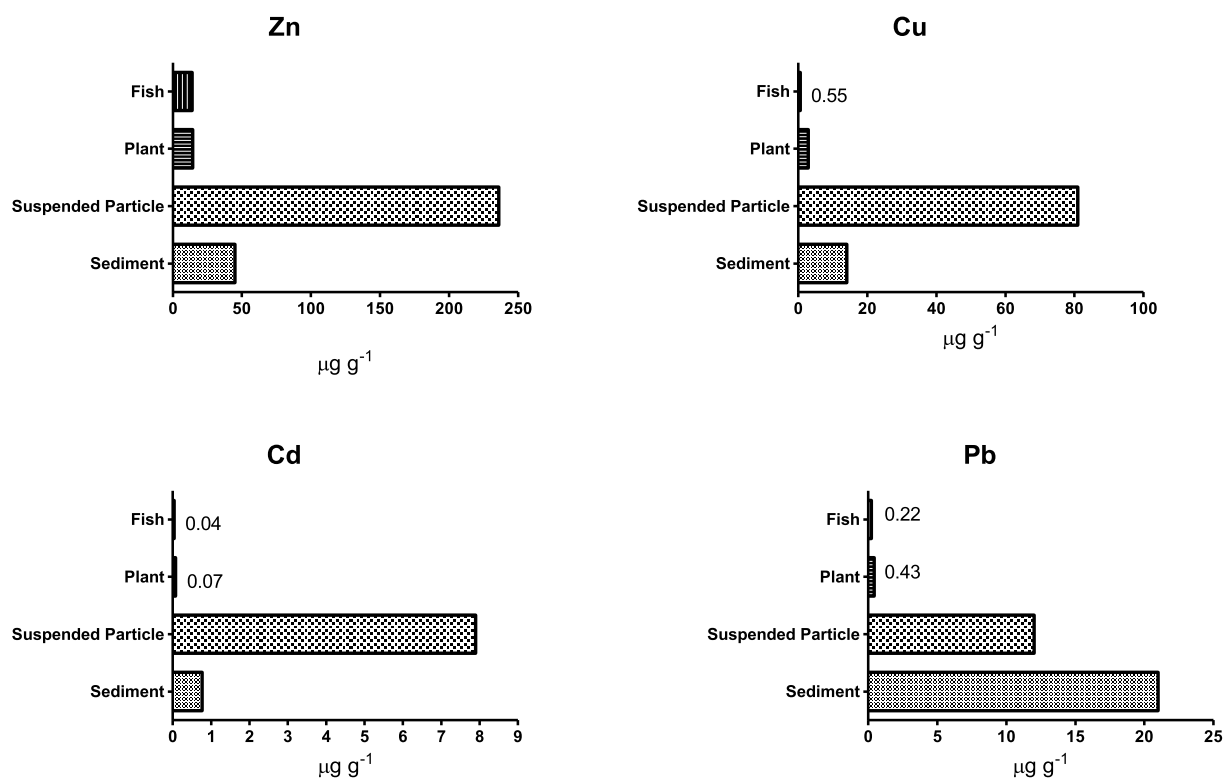 Zn
Fish
Plant
Suspended Particle
Sediment
0 50 100 150 200 250
μg g-1
Cu
Fish 0.55
Plant
Suspended Particle
Sediment
0 20 40 60 80 100
μg g-1
Cd
Fish 0.04
Plant 0.07
Suspended Particle
Sediment
0 1 2 3 4 5 6 7 8 9
μg g-1
Pb
Fish 0.22
Plant 0.43
Suspended Particle
Sediment
0 5 10 15 20 25
μg g-1